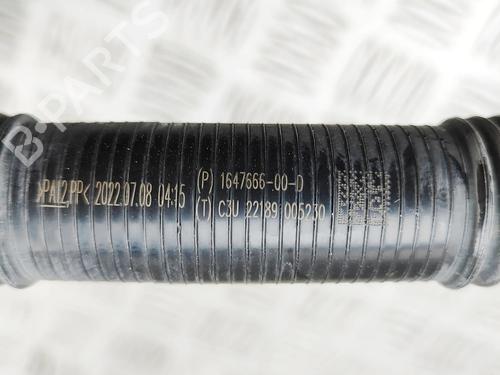 B-PARTS
>PA12,PP< 2022.07.08 04:15
(P) 1647666-00-D
(T) C3U 22189 005230